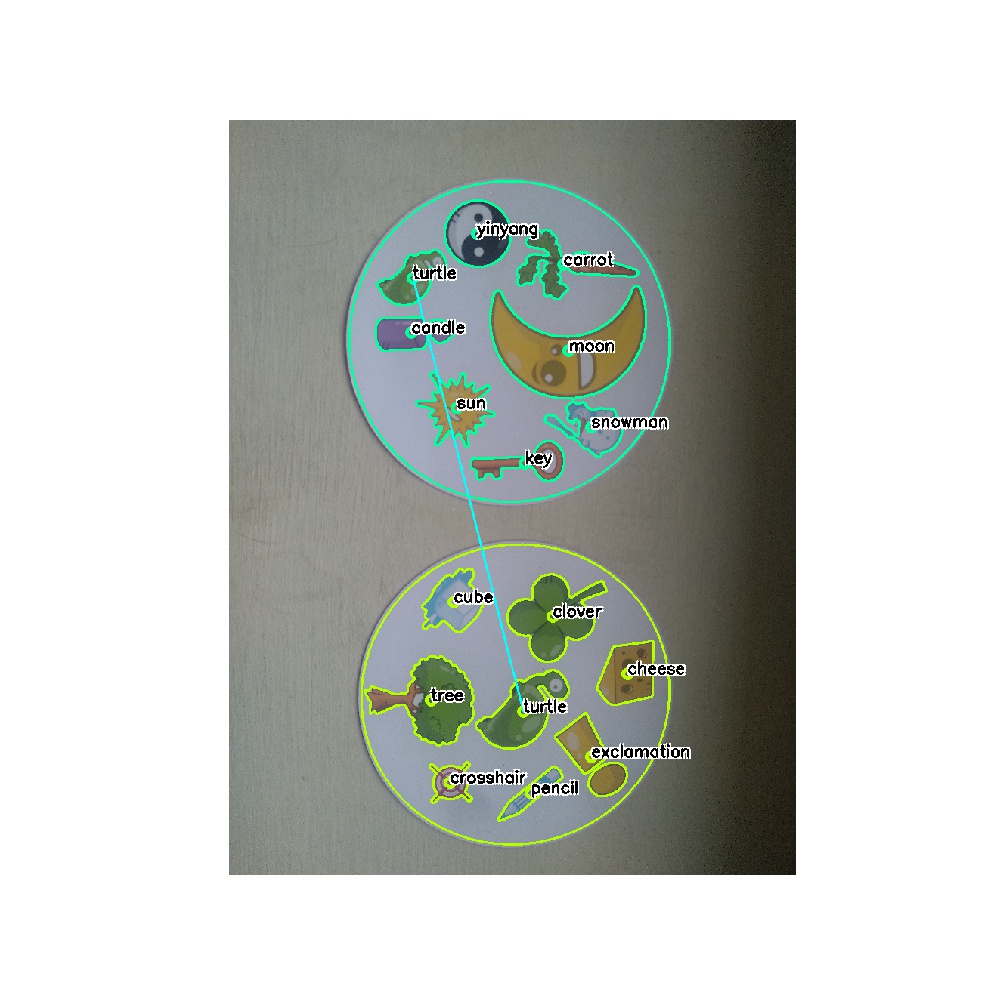 yinyang
carrot
turtle
candle
moon
sun
snowman
key
cube
clover
cheese
tree
turtle
exclamation
crosshair
pencil